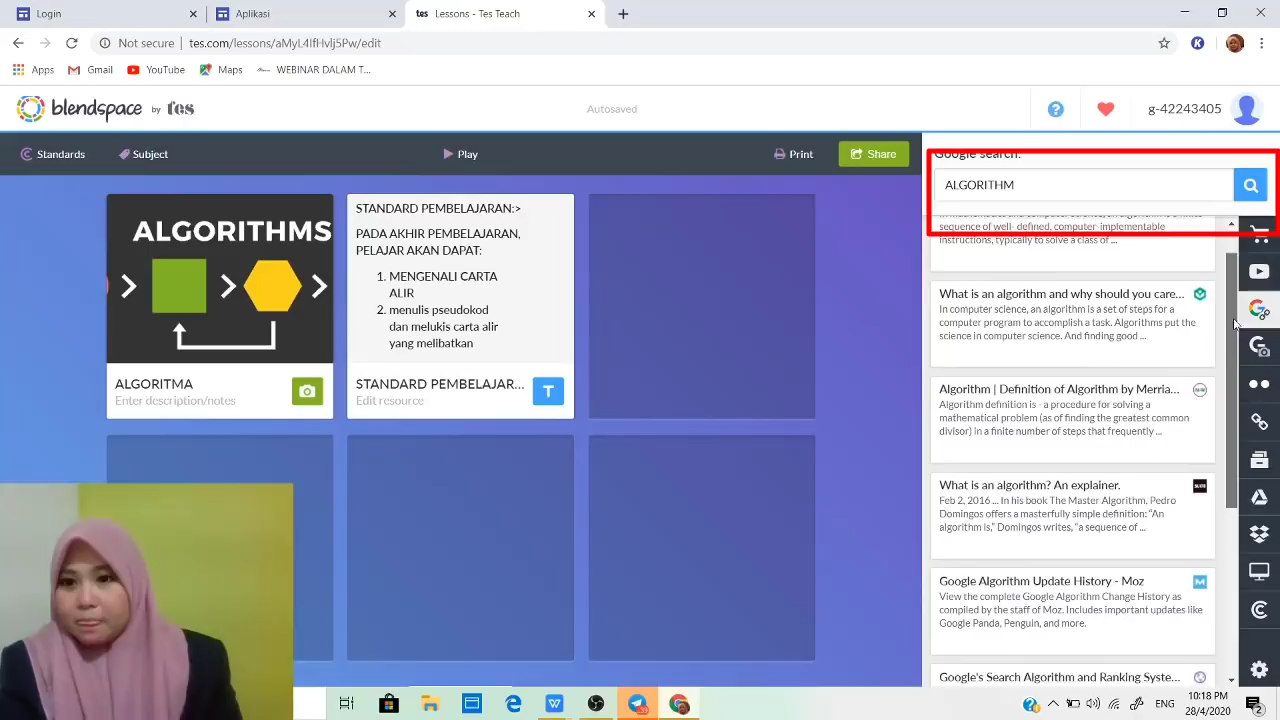 Login
Aplikasi
tes Lessons - Tes Teach
Not secure | tes.com/lessons/aMyL4IfHvlj5Pw/edit
Apps Gmail YouTube Maps WEBINAR DALAM T...
blendspace by tes
Autosaved
g-42243405
Standards Subject Play Print Share
Google search:
ALGORITHM
sequence of well- defined, computer-implementable
instructions, typically to solve a class of ...
ALGORITHMS
ALGORITMA
Enter description/notes
STANDARD PEMBELAJARAN:>
PADA AKHIR PEMBELAJARAN,
PELAJAR AKAN DAPAT:
1. MENGENALI CARTA
ALIR
2. menulis pseudokod
dan melukis carta alir
yang melibatkan
STANDARD PEMBELAJAR...
Edit resource
T
What is an algorithm and why should you care...
In computer science, an algorithm is a set of steps for a
computer program to accomplish a task. Algorithms put the
science in computer science. And finding good ...
Algorithm | Definition of Algorithm by Merria...
Algorithm definition is - a procedure for solving a
mathematical problem (as of finding the greatest common
divisor) in a finite number of steps that frequently ...
What is an algorithm? An explainer.
Feb 2, 2016 ... In his book The Master Algorithm, Pedro
Domingos offers a masterfully simple definition: “An
algorithm is,” Domingos writes, “a sequence of ...
Google Algorithm Update History - Moz
View the complete Google Algorithm Change History as
compiled by the staff of Moz. Includes important updates like
Google Panda, Penguin, and more.
Google's Search Algorithm and Ranking Syste...
ENG
10:18 PM
28/4/2020